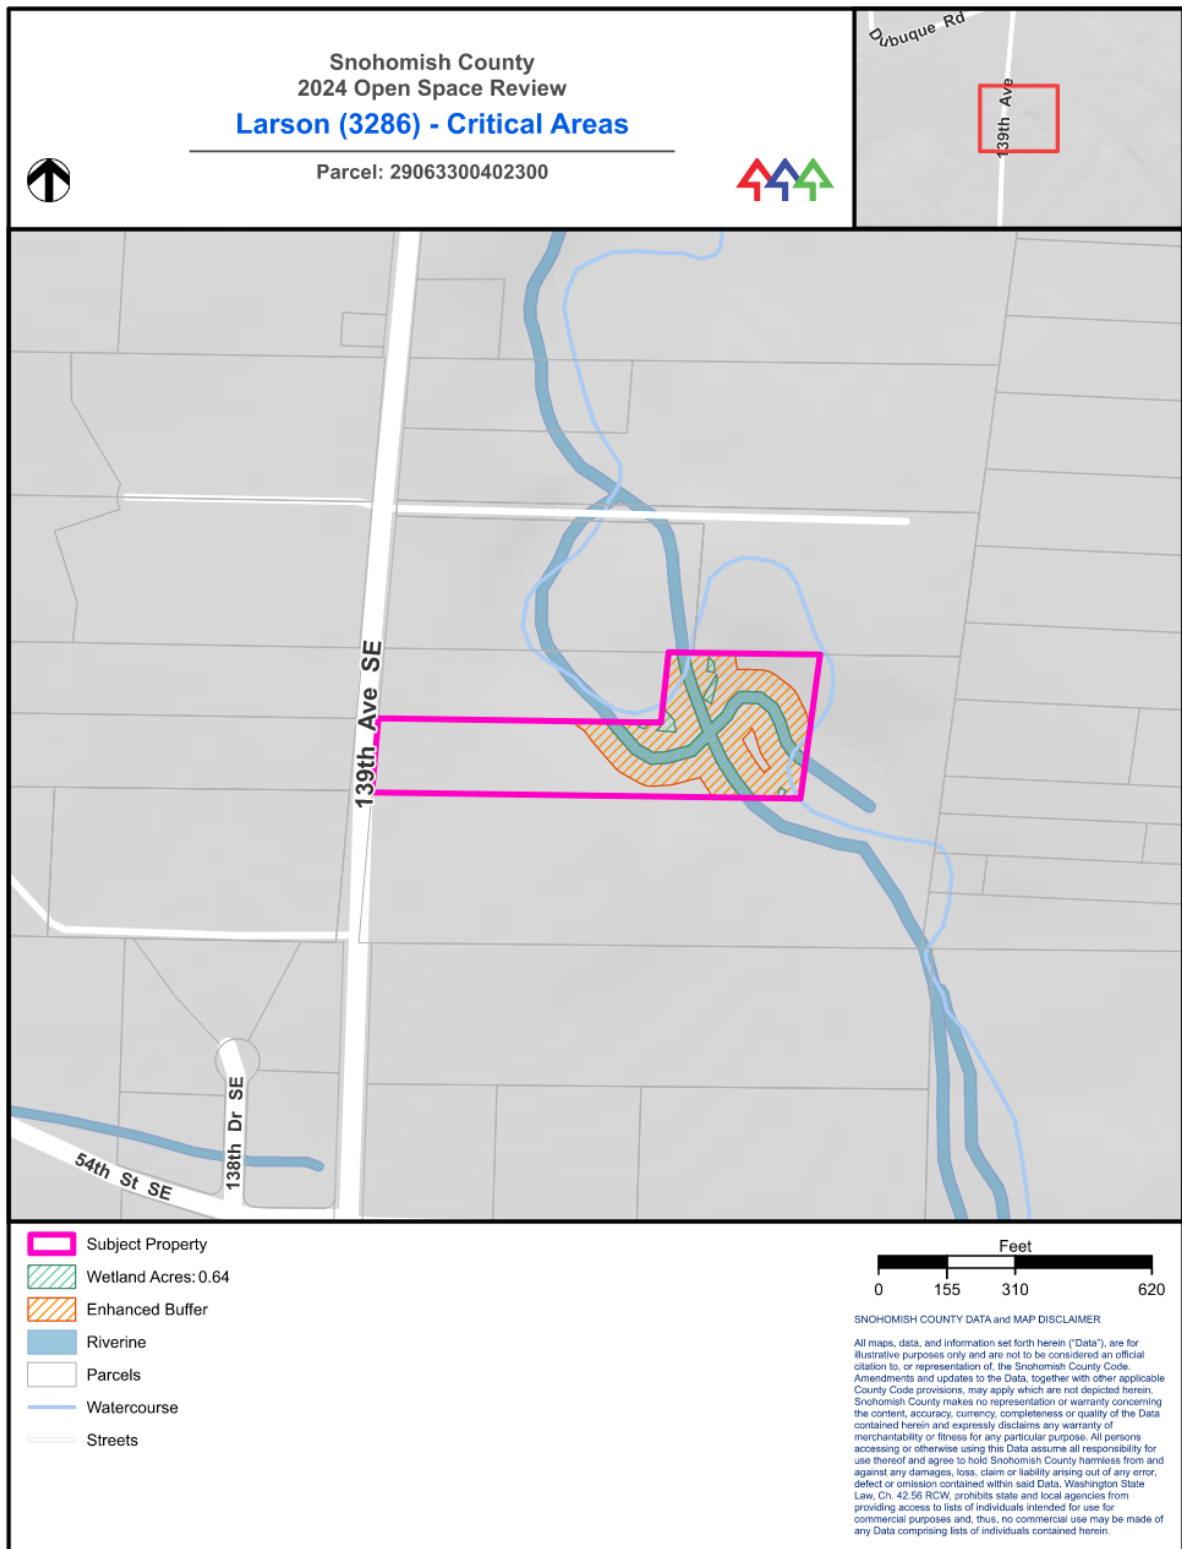 Snohomish County
2024 Open Space Review
Larson (3286) - Critical Areas
Parcel: 29063300402300
Dubuque Rd
139th Ave
139th Ave SE
138th Dr SE
54th St SE
Subject Property
Wetland Acres: 0.64
Enhanced Buffer
Riverine
Parcels
Watercourse
Streets
Feet
0 155 310 620
SNOHOMISH COUNTY DATA and MAP DISCLAIMER
All maps, data, and information set forth herein ("Data"), are for
illustrative purposes only and are not to be considered an official
citation to, or representation of, the Snohomish County Code.
Amendments and updates to the Data, together with other applicable
County Code provisions, may apply which are not depicted herein.
Snohomish County makes no representation or warranty concerning
the content, accuracy, currency, completeness or quality of the Data
contained herein and expressly disclaims any warranty of
merchantability or fitness for any particular purpose. All persons
accessing or otherwise using this Data assume all responsibility for
use thereof and agree to hold Snohomish County harmless from and
against any damages, loss, claim or liability arising out of any error,
defect or omission contained within said Data. Washington State
Law, Ch. 42.56 RCW, prohibits state and local agencies from
providing access to lists of individuals intended for use for
commercial purposes and, thus, no commercial use may be made of
any Data comprising lists of individuals contained herein.